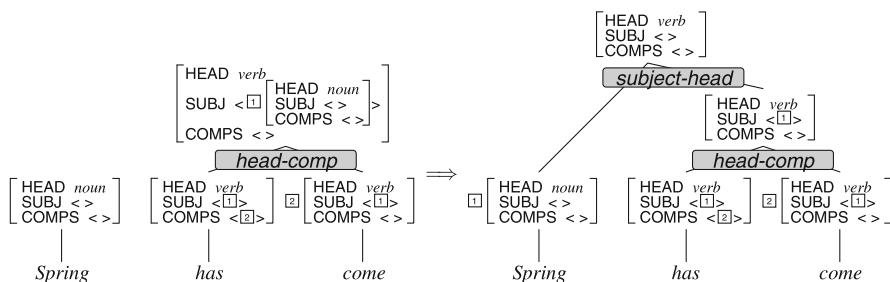 HEAD verb
SUBJ < >
COMPS < >
subject-head
HEAD verb
SUBJ < 1 HEAD noun
SUBJ < >
COMPS < > >
COMPS < >
HEAD verb
SUBJ < 1 >
COMPS < >
head-comp
head-comp
HEAD noun
SUBJ < >
COMPS < >
HEAD verb
SUBJ < 1 >
COMPS < 2 >
2 HEAD verb
SUBJ < 1 >
COMPS < >
⇒
1 HEAD noun
SUBJ < >
COMPS < >
HEAD verb
SUBJ < 1 >
COMPS < 2 >
2 HEAD verb
SUBJ < 1 >
COMPS < >
Spring has come Spring has come